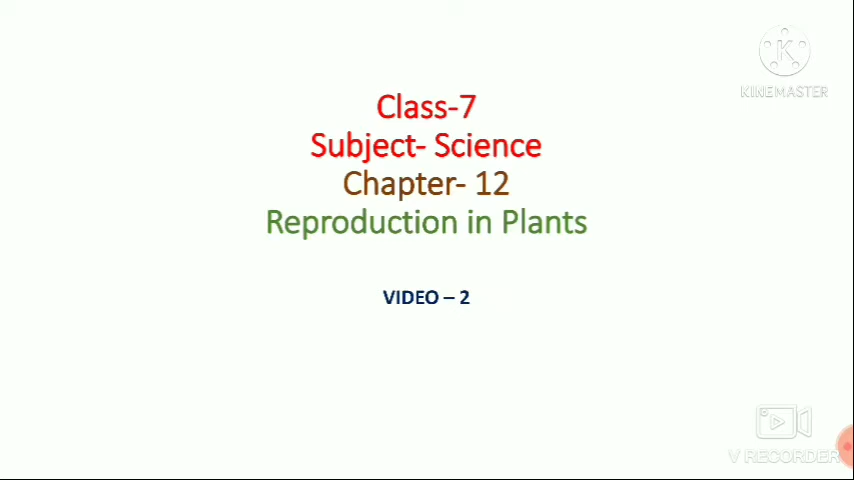 KINEMASTER
Class-7
Subject- Science
Chapter- 12
Reproduction in Plants
VIDEO – 2
V RECORDER